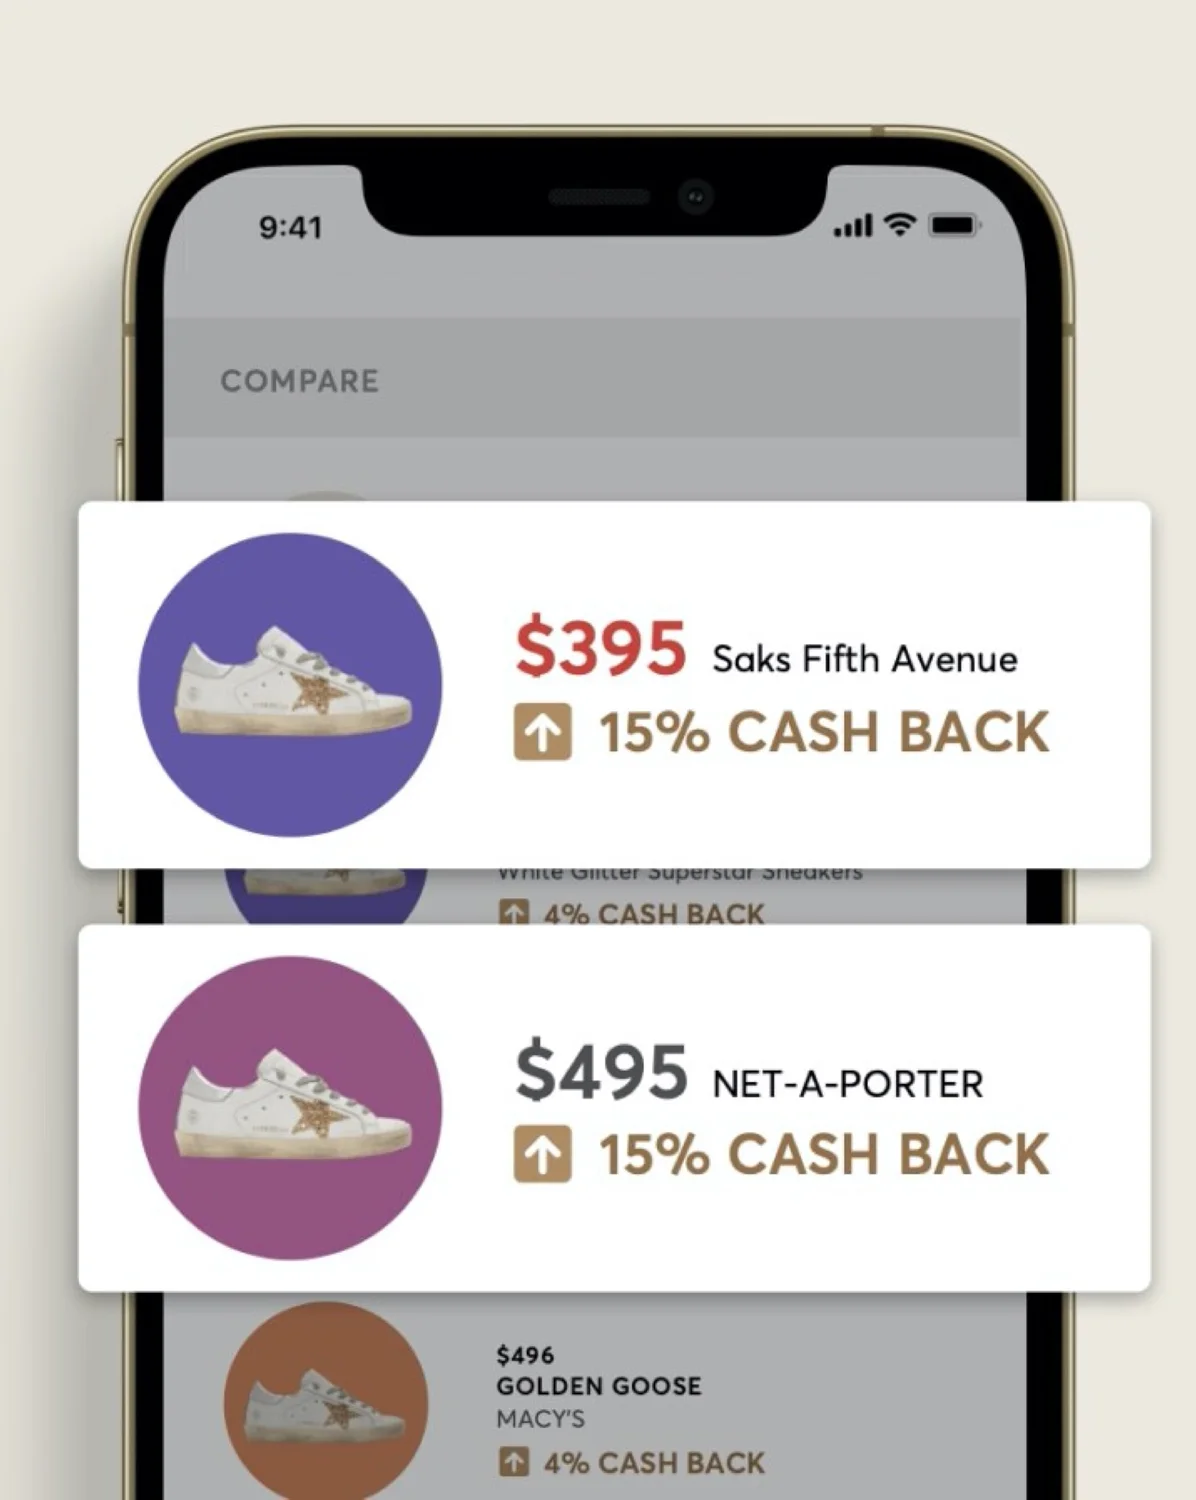 9:41
COMPARE
$395 Saks Fifth Avenue
15% CASH BACK
White Glitter Superstar Sneakers
4% CASH BACK
$495 NET-A-PORTER
15% CASH BACK
$496
GOLDEN GOOSE
MACY'S
4% CASH BACK